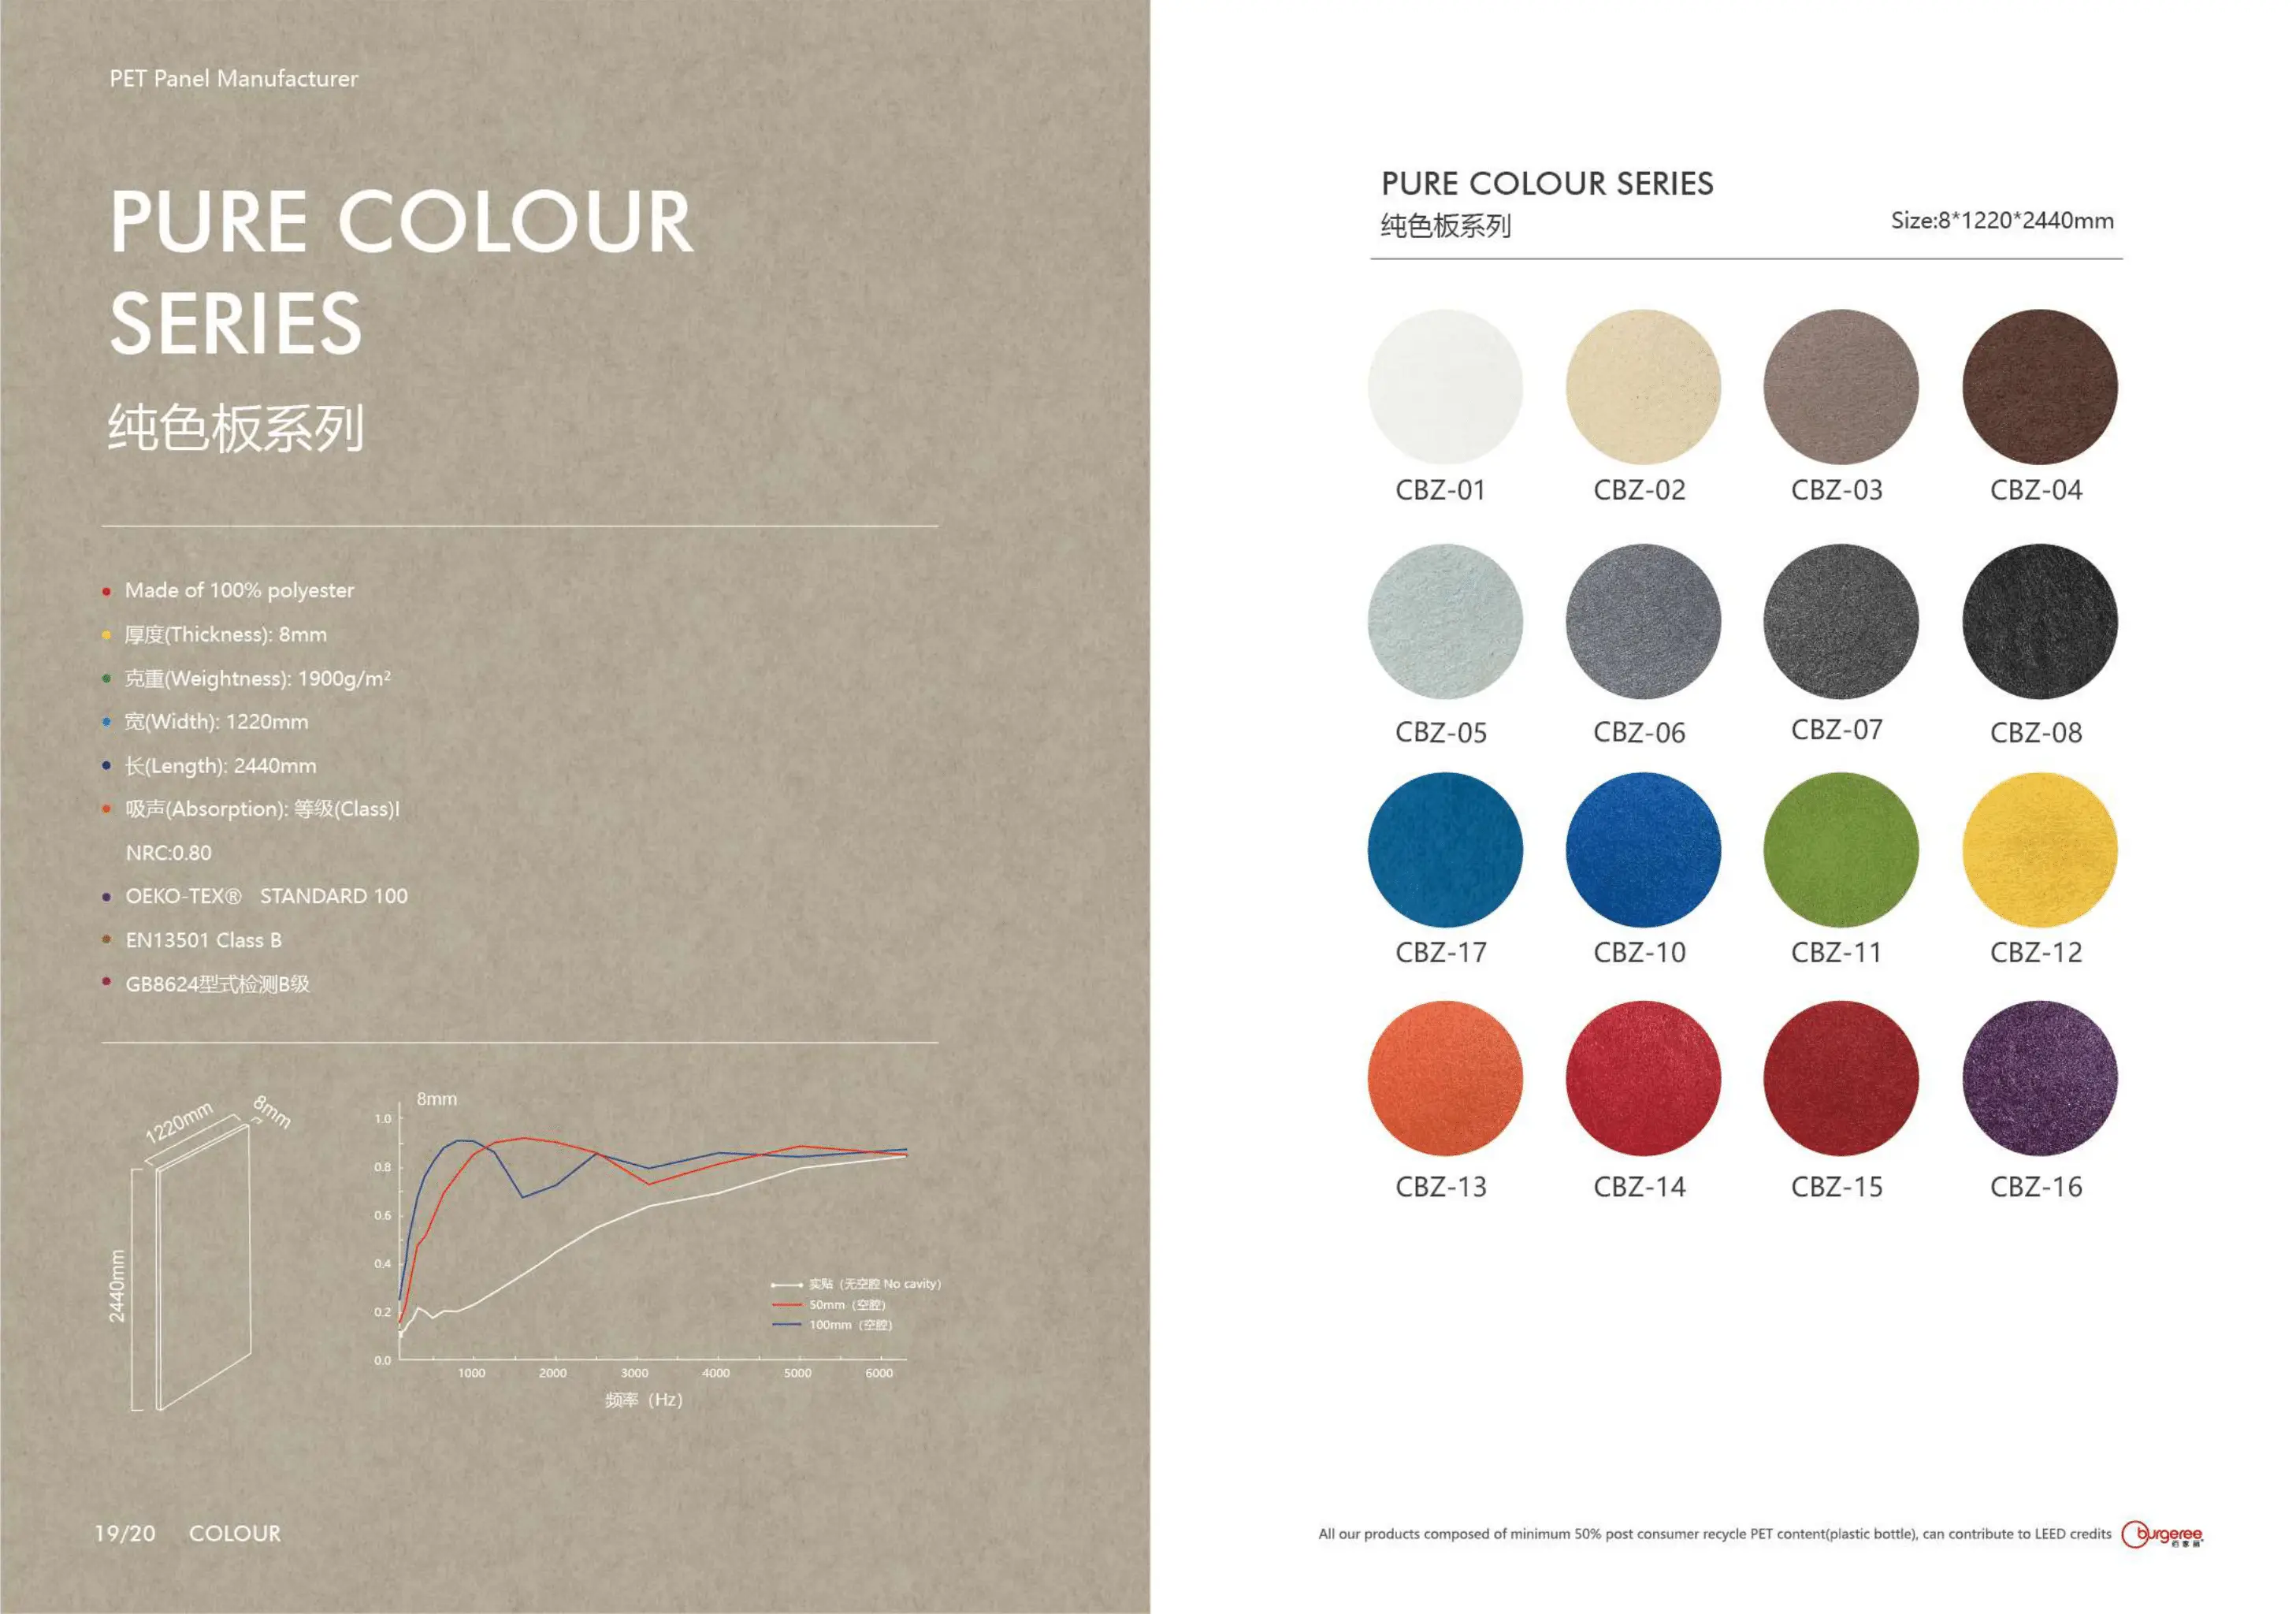 PET Panel Manufacturer
PURE COLOUR
SERIES
纯色板系列
Made of 100% polyester
厚度(Thickness): 8mm
克重(Weightness): 1900g/m²
宽(Width): 1220mm
长(Length): 2440mm
吸声(Absorption): 等级(Class)I
NRC:0.80
OEKO-TEX® STANDARD 100
EN13501 Class B
GB8624型式检测B级
1220mm
8mm
2440mm
8mm
1.0
0.8
0.6
0.4
0.2
0.0
1000 2000 3000 4000 5000 6000
频率（Hz）
实贴（无空腔 No cavity）
50mm（空腔）
100mm（空腔）
19/20 COLOUR
PURE COLOUR SERIES
纯色板系列
Size:8*1220*2440mm
CBZ-01 CBZ-02 CBZ-03 CBZ-04
CBZ-05 CBZ-06 CBZ-07 CBZ-08
CBZ-17 CBZ-10 CBZ-11 CBZ-12
CBZ-13 CBZ-14 CBZ-15 CBZ-16
All our products composed of minimum 50% post consumer recycle PET content(plastic bottle), can contribute to LEED credits
burgeree